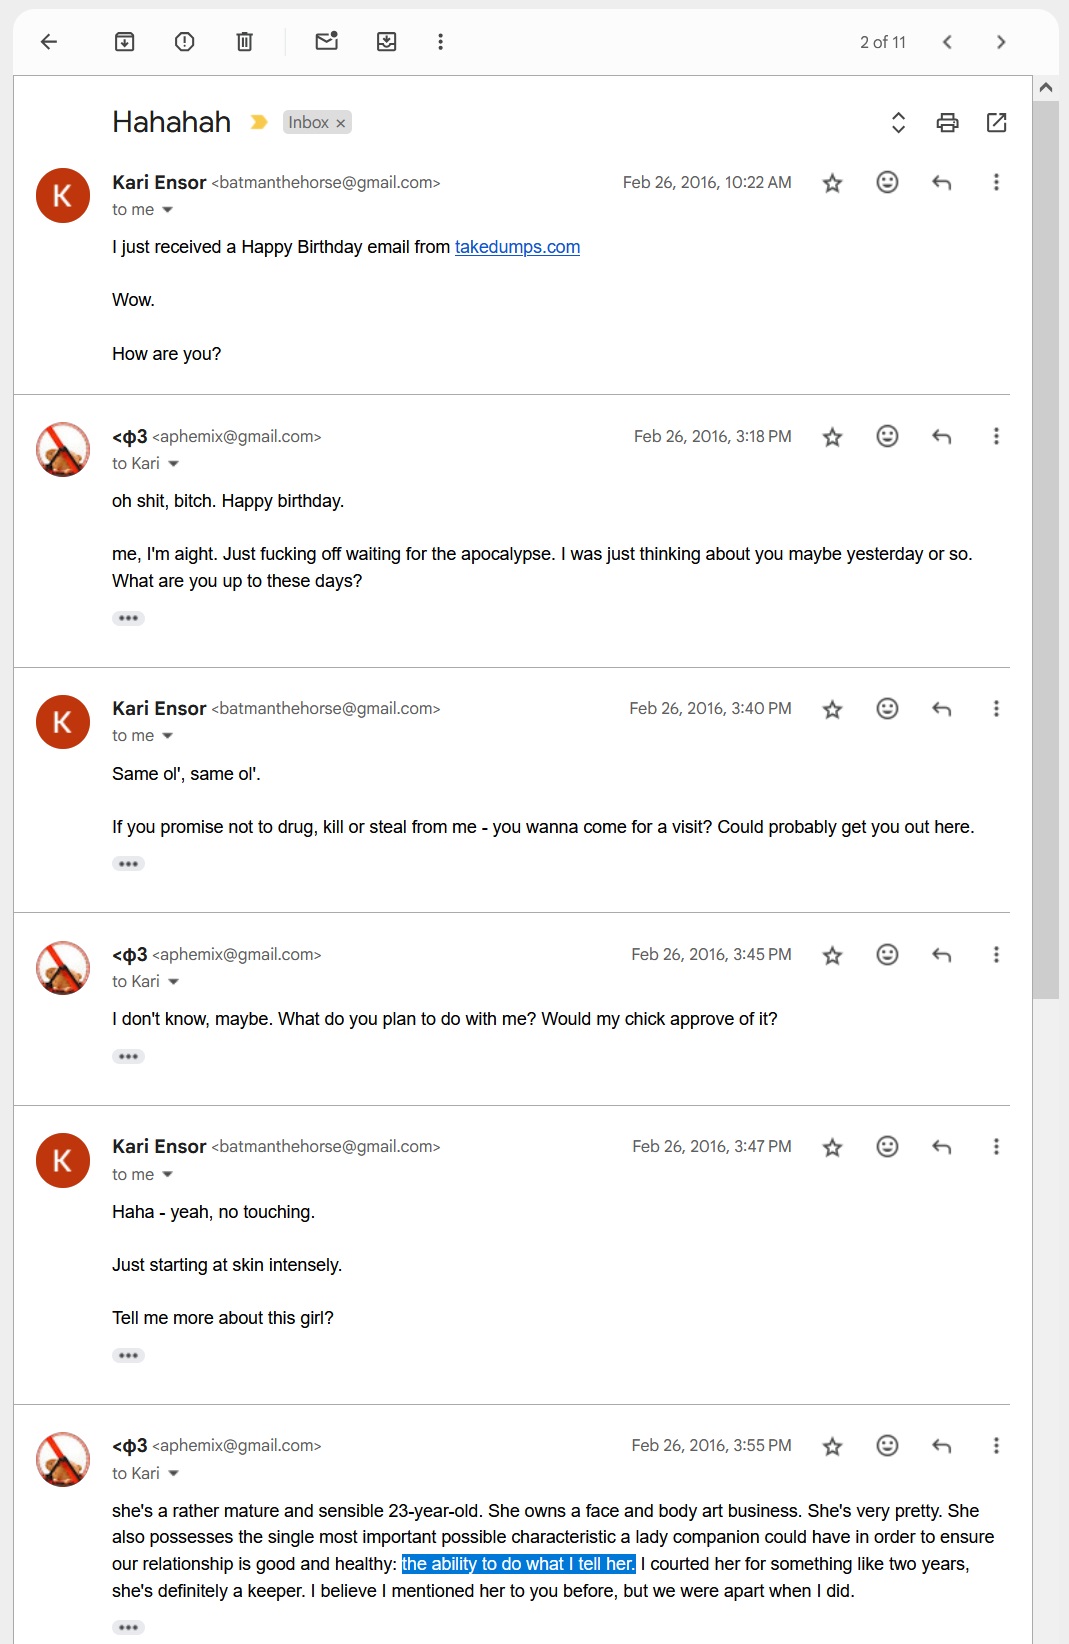 2 of 11
Hahahah Inbox ×
K
Kari Ensor <batmanthehorse@gmail.com> Feb 26, 2016, 10:22 AM
to me
I just received a Happy Birthday email from takedumps.com
Wow.
How are you?
<ф3 <aphemix@gmail.com> Feb 26, 2016, 3:18 PM
to Kari
oh shit, bitch. Happy birthday.
me, I'm aight. Just fucking off waiting for the apocalypse. I was just thinking about you maybe yesterday or so.
What are you up to these days?
K
Kari Ensor <batmanthehorse@gmail.com> Feb 26, 2016, 3:40 PM
to me
Same ol', same ol'.
If you promise not to drug, kill or steal from me - you wanna come for a visit? Could probably get you out here.
<ф3 <aphemix@gmail.com> Feb 26, 2016, 3:45 PM
to Kari
I don't know, maybe. What do you plan to do with me? Would my chick approve of it?
K
Kari Ensor <batmanthehorse@gmail.com> Feb 26, 2016, 3:47 PM
to me
Haha - yeah, no touching.
Just starting at skin intensely.
Tell me more about this girl?
<ф3 <aphemix@gmail.com> Feb 26, 2016, 3:55 PM
to Kari
she's a rather mature and sensible 23-year-old. She owns a face and body art business. She's very pretty. She
also possesses the single most important possible characteristic a lady companion could have in order to ensure
our relationship is good and healthy: the ability to do what I tell her. I courted her for something like two years,
she's definitely a keeper. I believe I mentioned her to you before, but we were apart when I did.